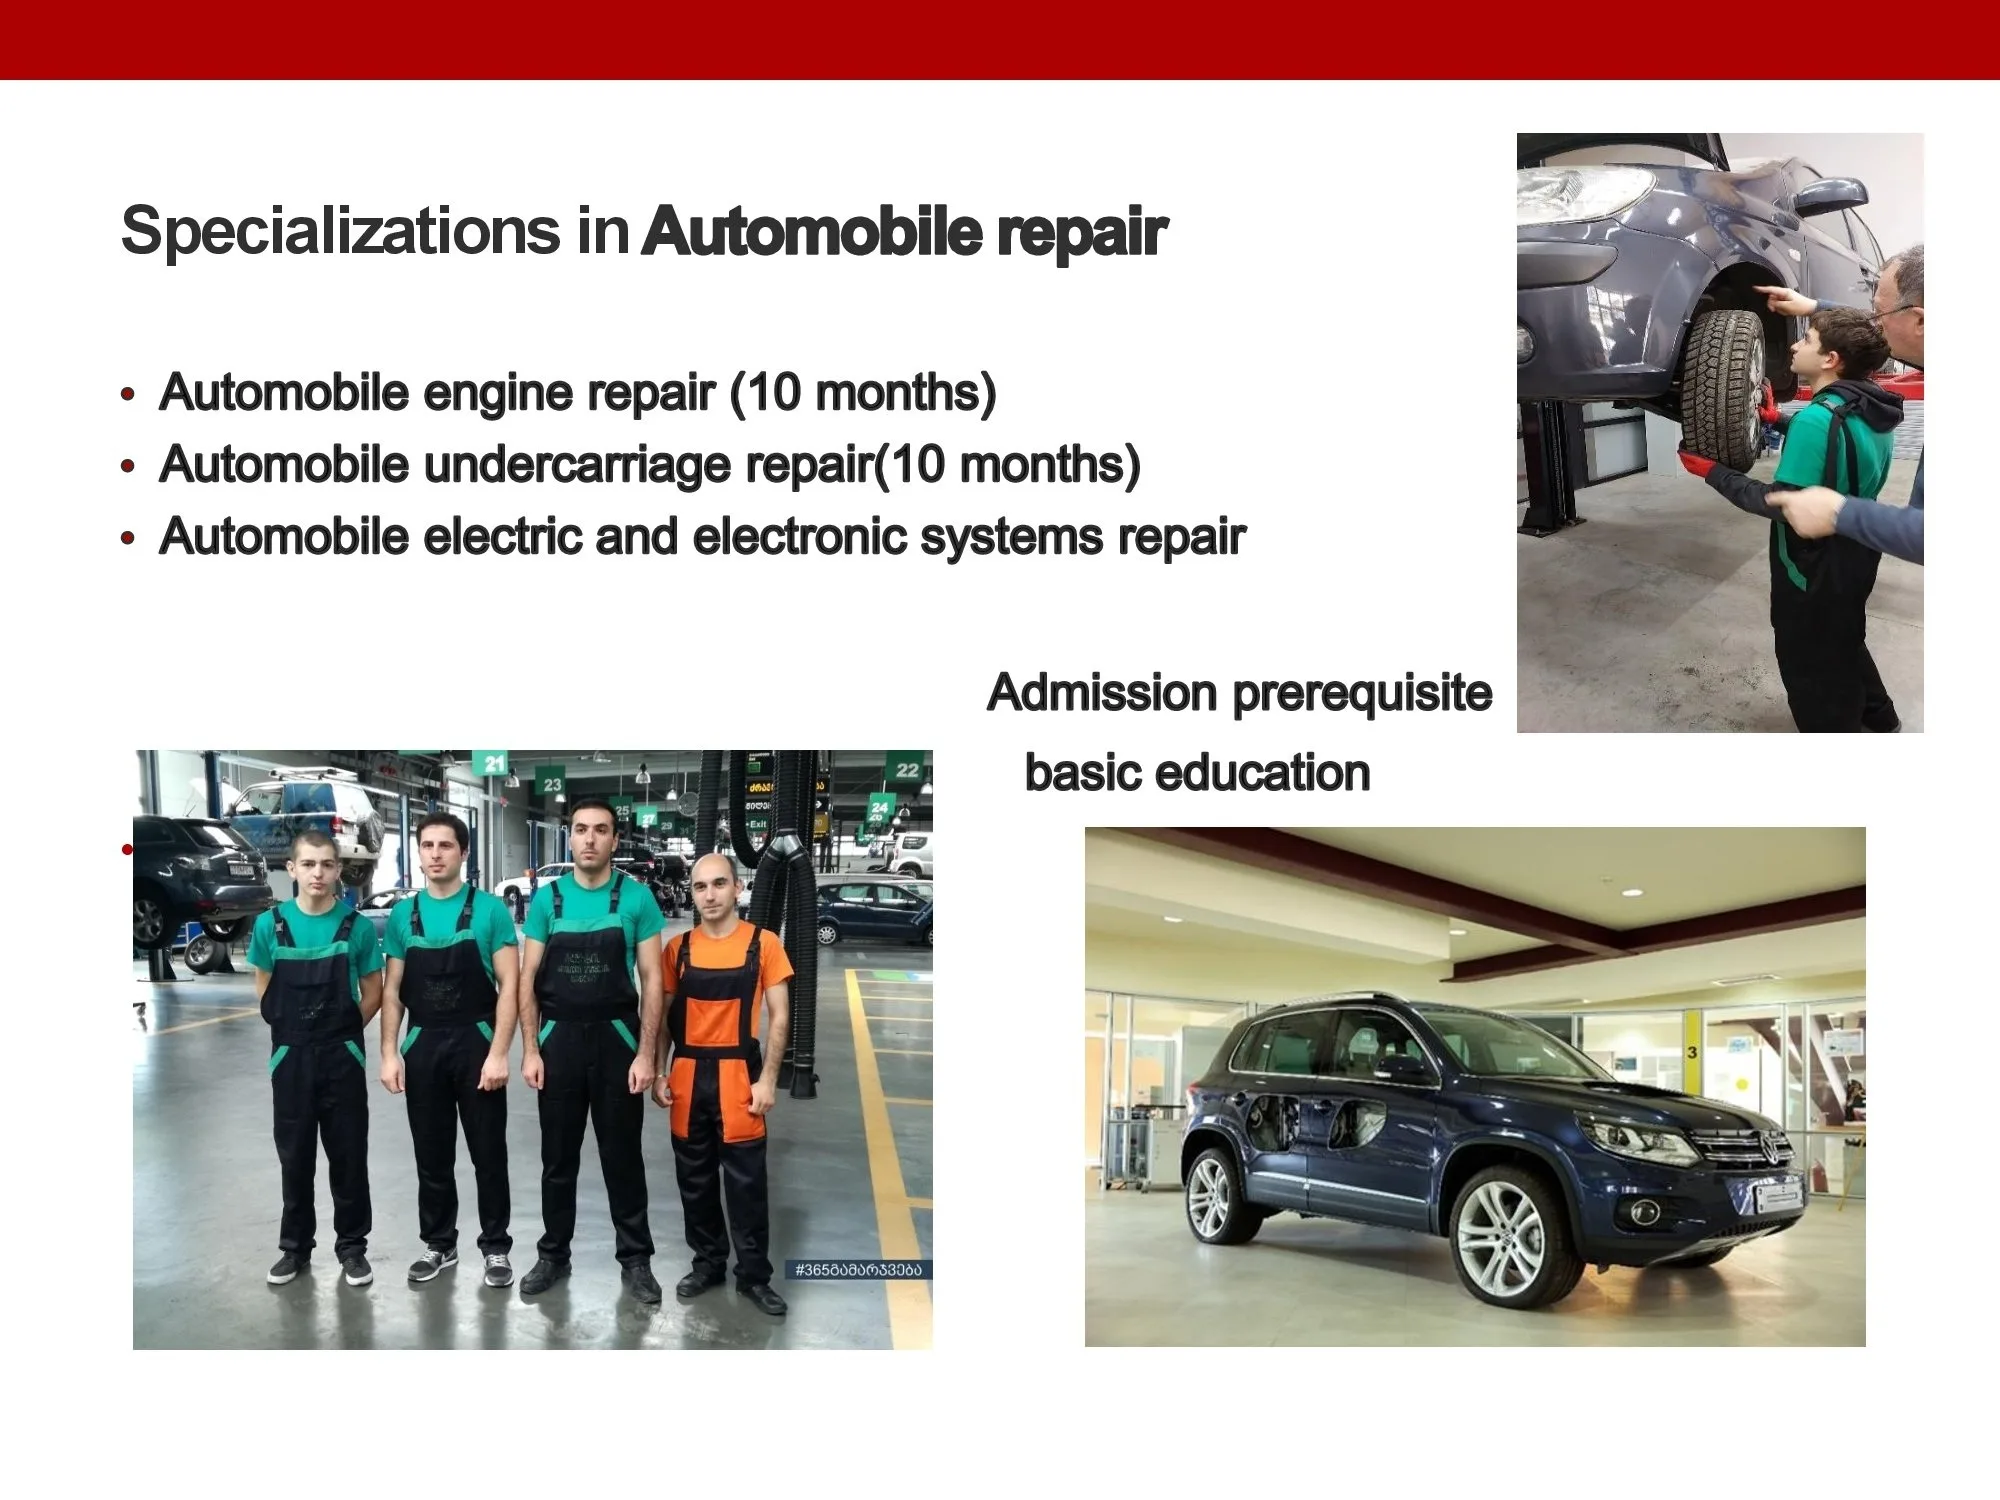 Specializations in Automobile repair
• Automobile engine repair (10 months)
• Automobile undercarriage repair(10 months)
• Automobile electric and electronic systems repair
Admission prerequisite
basic education
21
23
25
27
29
22
24
26
Exit
#365გამარჯვება
3